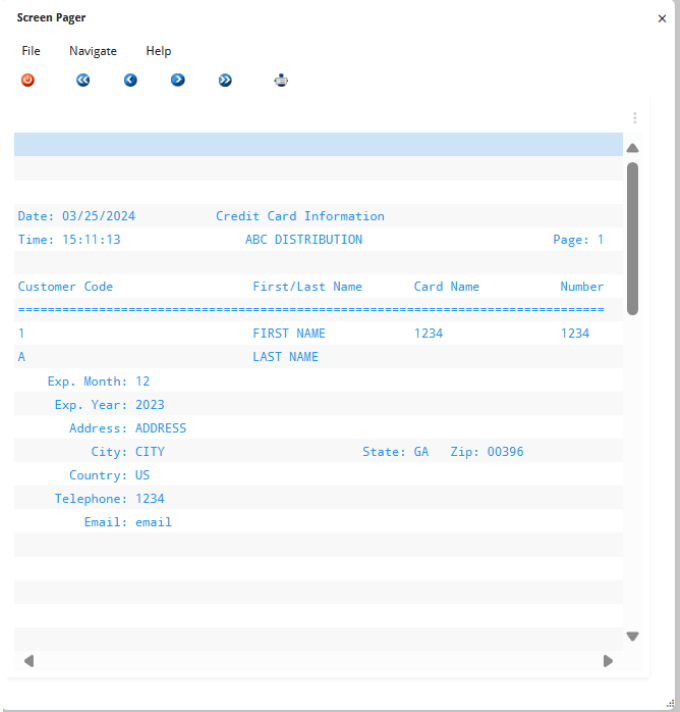 Screen Pager
File Navigate Help
Date: 03/25/2024 Credit Card Information
Time: 15:11:13 ABC DISTRIBUTION Page: 1
Customer Code First/Last Name Card Name Number
================================================================================
1 FIRST NAME 1234 1234
A LAST NAME
Exp. Month: 12
Exp. Year: 2023
Address: ADDRESS
City: CITY State: GA Zip: 00396
Country: US
Telephone: 1234
Email: email